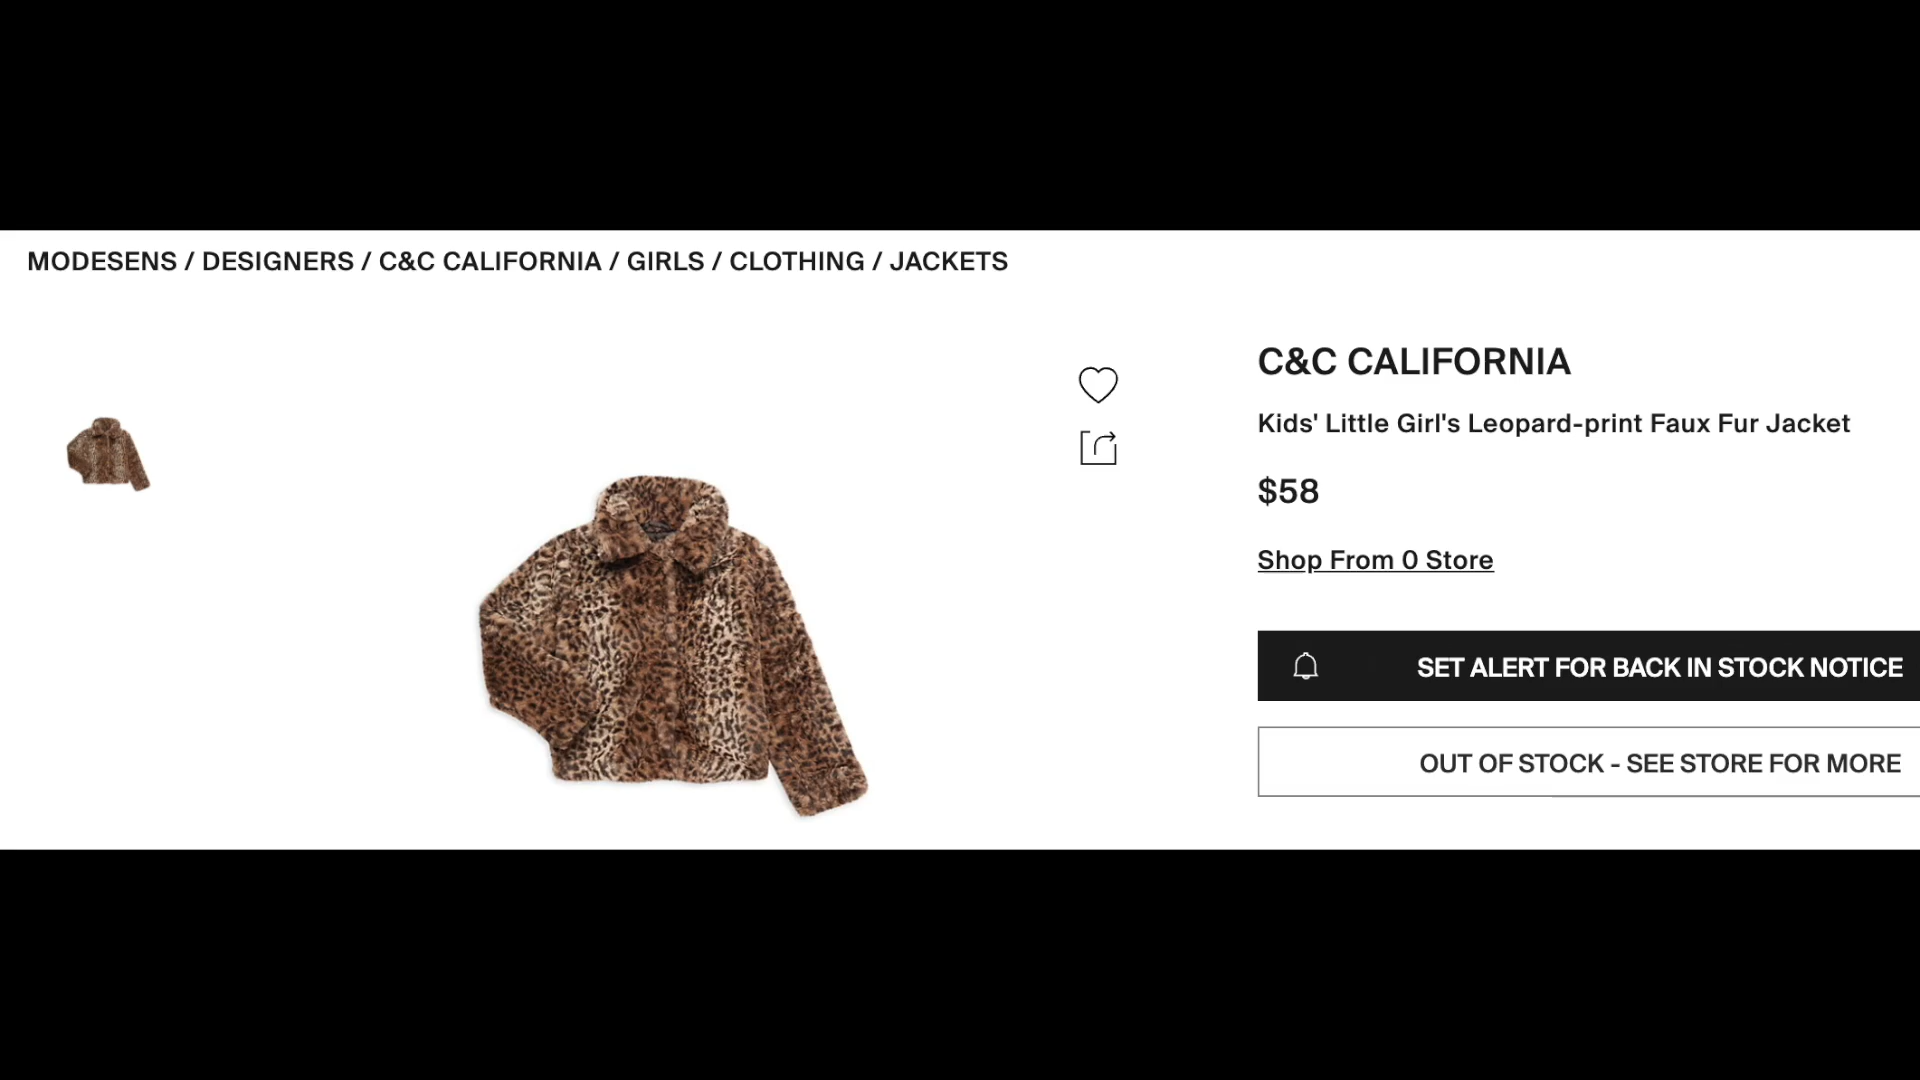 MODESENS / DESIGNERS / C&C CALIFORNIA / GIRLS / CLOTHING / JACKETS
C&C CALIFORNIA
Kids' Little Girl's Leopard-print Faux Fur Jacket
$58
Shop From 0 Store
SET ALERT FOR BACK IN STOCK NOTICE
OUT OF STOCK - SEE STORE FOR MORE